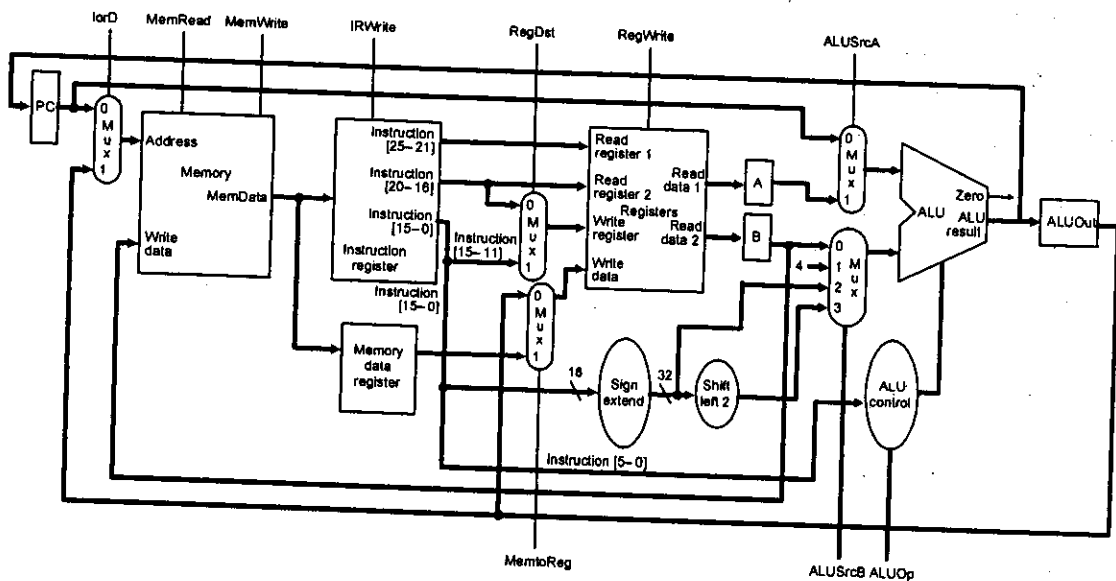 IorD
MemRead
MemWrite
IRWrite
RegDst
RegWrite
ALUSrcA
PC
0
M
u
x
1
Address
Memory
MemData
Write
data
Instruction
[25–21]
Instruction
[20–16]
Instruction
[15–0]
Instruction
register
Instruction
[15–11]
Instruction
[15–0]
Memory
data
register
0
M
u
x
1
0
M
u
x
1
Read
register 1
Read
register 2
Registers
Write
register
Write
data
Read
data 1
Read
data 2
A
B
0
M
u
x
1
4
0
1
2
3
M
u
x
ALU
Zero
ALU
result
ALUOut
16
Sign
extend
32
Shift
left 2
ALU
control
Instruction [5–0]
MemtoReg
ALUSrcB
ALUOp